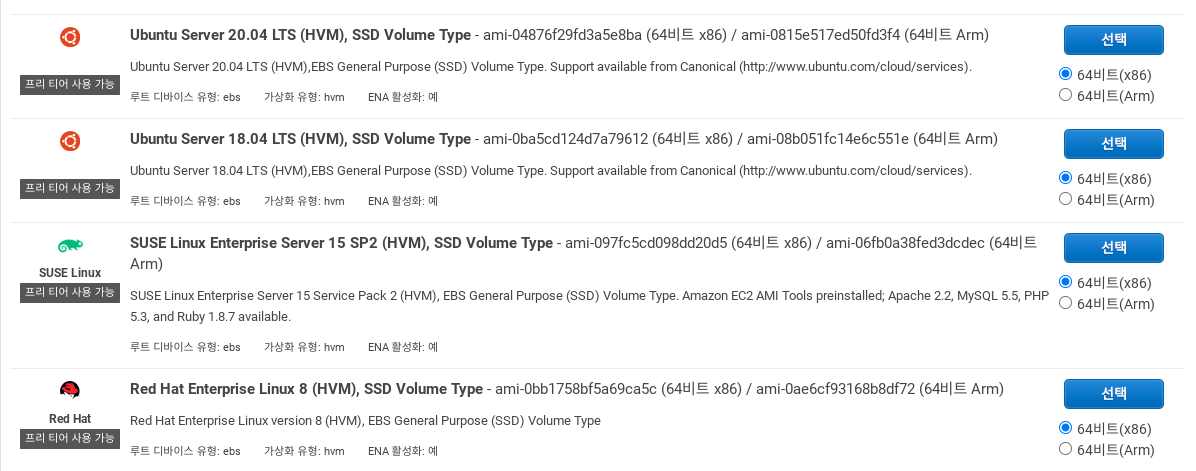 Ubuntu Server 20.04 LTS (HVM), SSD Volume Type - ami-04876f29fd3a5e8ba (64비트 x86) / ami-0815e517ed50fd3f4 (64비트 Arm)
선택
프리 티어 사용 가능
Ubuntu Server 20.04 LTS (HVM),EBS General Purpose (SSD) Volume Type. Support available from Canonical (http://www.ubuntu.com/cloud/services).
64비트(x86)
64비트(Arm)
루트 디바이스 유형: ebs 가상화 유형: hvm ENA 활성화: 예
Ubuntu Server 18.04 LTS (HVM), SSD Volume Type - ami-0ba5cd124d7a79612 (64비트 x86) / ami-08b051fc14e6c551e (64비트 Arm)
선택
프리 티어 사용 가능
Ubuntu Server 18.04 LTS (HVM),EBS General Purpose (SSD) Volume Type. Support available from Canonical (http://www.ubuntu.com/cloud/services).
64비트(x86)
64비트(Arm)
루트 디바이스 유형: ebs 가상화 유형: hvm ENA 활성화: 예
SUSE Linux Enterprise Server 15 SP2 (HVM), SSD Volume Type - ami-097fc5cd098dd20d5 (64비트 x86) / ami-06fb0a38fed3dcdec (64비트
Arm)
선택
SUSE Linux
프리 티어 사용 가능
SUSE Linux Enterprise Server 15 Service Pack 2 (HVM), EBS General Purpose (SSD) Volume Type. Amazon EC2 AMI Tools preinstalled; Apache 2.2, MySQL 5.5, PHP
5.3, and Ruby 1.8.7 available.
64비트(x86)
64비트(Arm)
루트 디바이스 유형: ebs 가상화 유형: hvm ENA 활성화: 예
Red Hat Enterprise Linux 8 (HVM), SSD Volume Type - ami-0bb1758bf5a69ca5c (64비트 x86) / ami-0ae6cf93168b8df72 (64비트 Arm)
선택
Red Hat
프리 티어 사용 가능
Red Hat Enterprise Linux version 8 (HVM), EBS General Purpose (SSD) Volume Type
64비트(x86)
64비트(Arm)
루트 디바이스 유형: ebs 가상화 유형: hvm ENA 활성화: 예